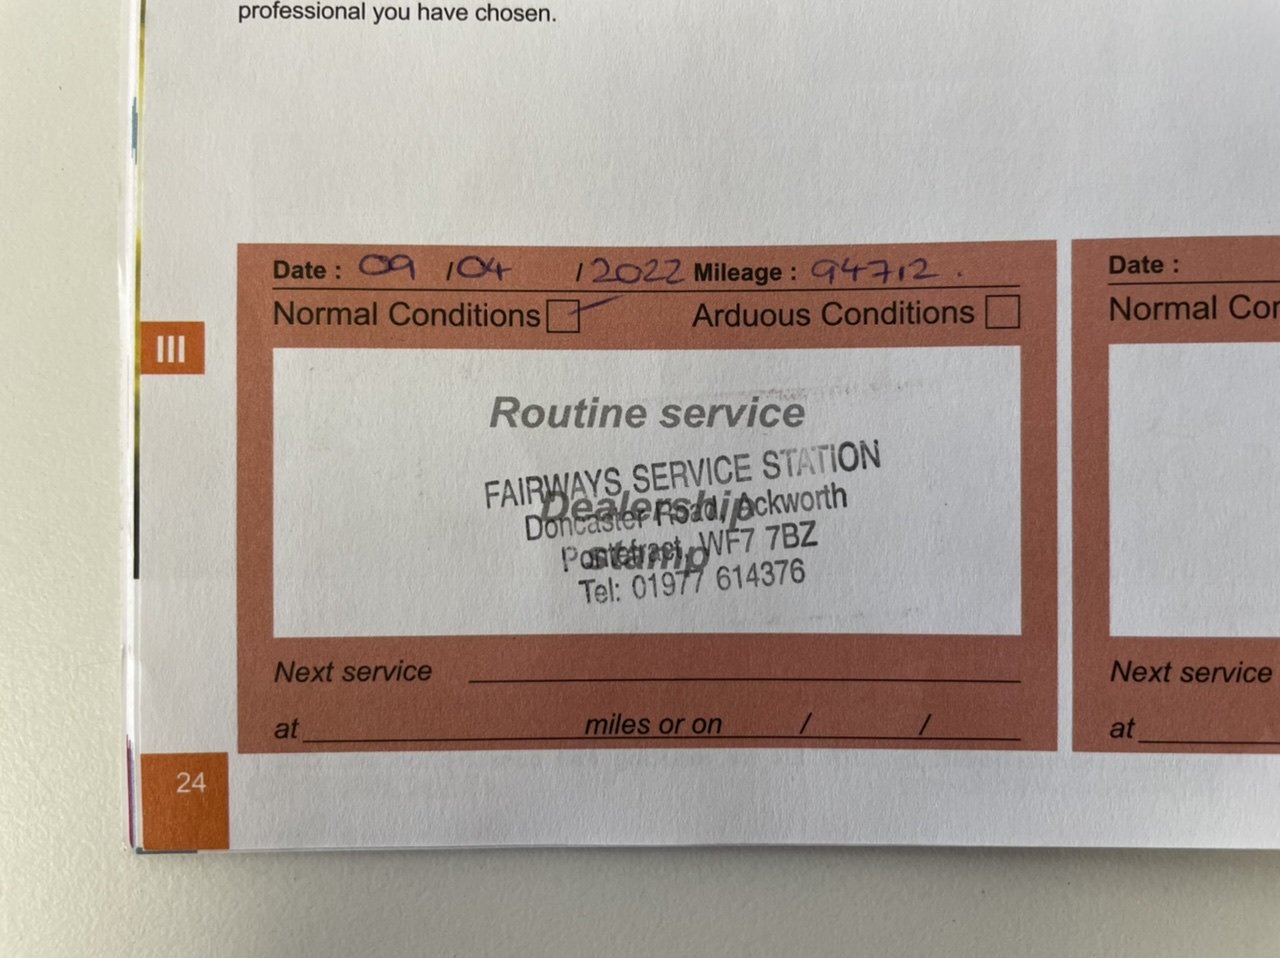 professional you have chosen.
Date : 09 /04 /2022 Mileage : 94712 .
Normal Conditions Arduous Conditions
Routine service
Dealership
stamp
FAIRWAYS SERVICE STATION
Doncaster Road, Ackworth
Pontefract, WF7 7BZ
Tel: 01977 614376
Next service
at miles or on / /
III
24
Date :
Normal Con
Next service
at